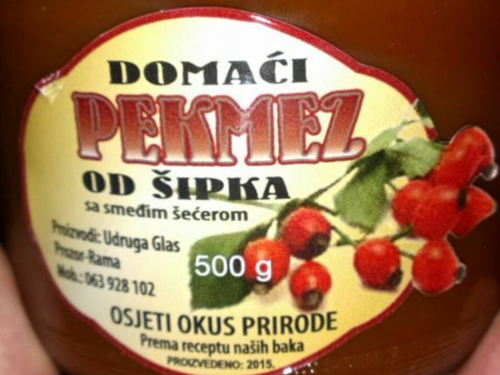 DOMAĆI
PEKMEZ
OD ŠIPKA
sa smeđim šećerom
Proizvodi: Udruga Glas
Prozor-Rama
Mob.: 063 928 102
500 g
OSJETI OKUS PRIRODE
Prema receptu naših baka
PROIZVEDENO: 2015.